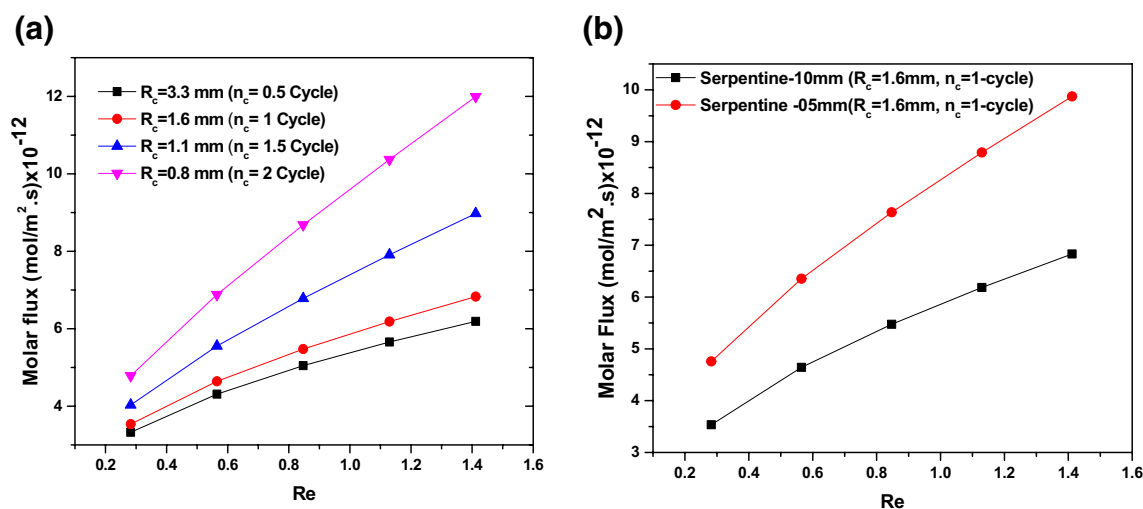 (a)
R_c=3.3 mm (n_c= 0.5 Cycle)
R_c=1.6 mm (n_c= 1 Cycle)
R_c=1.1 mm (n_c= 1.5 Cycle)
R_c=0.8 mm (n_c= 2 Cycle)
Molar flux (mol/m².s)x10⁻¹²
12
10
8
6
4
0.2 0.4 0.6 0.8 1.0 1.2 1.4 1.6
Re
(b)
Serpentine-10mm (R_c=1.6mm, n_c=1-cycle)
Serpentine -05mm(R_c=1.6mm, n_c=1-cycle)
Molar Flux (mol/m².s)x10⁻¹²
10
9
8
7
6
5
4
3
0.2 0.4 0.6 0.8 1.0 1.2 1.4 1.6
Re